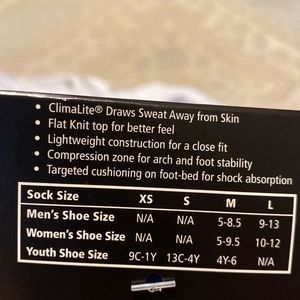 • ClimaLite® Draws Sweat Away from Skin
• Flat Knit top for better feel
• Lightweight construction for a close fit
• Compression zone for arch and foot stability
• Targeted cushioning on foot-bed for shock absorption
Sock Size XS S M L
Men's Shoe Size N/A N/A 5-8.5 9-13
Women's Shoe Size N/A N/A 5-9.5 10-12
Youth Shoe Size 9C-1Y 13C-4Y 4Y-6 N/A